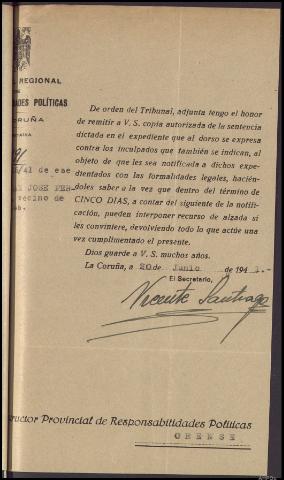 REGIONAL
DE
DADES POLÍTICAS
CORUÑA
/41 de ese
JOSE FER
vecino de
De orden del Tribunal, adjunta tengo el honor
de remitir a V. S. copia autorizada de la sentencia
dictada en el expediente que al dorso se expresa
contra los inculpados que también se indican, al
objeto de que les sea notificada a dichos expe-
dientados con las formalidades legales, hacién-
doles saber a la vez que dentro del término de
CINCO DIAS, a contar del siguiente de la notifi-
cación, pueden interponer recurso de alzada si
les conviniere, devolviendo todo lo que actúe una
vez cumplimentado el presente.
Dios guarde a V. S. muchos años.
La Coruña, a 20 de Junio de 194
El Secretario,
Vicente Santiago
ructor Provincial de Responsabilidades Políticas
ORENSE